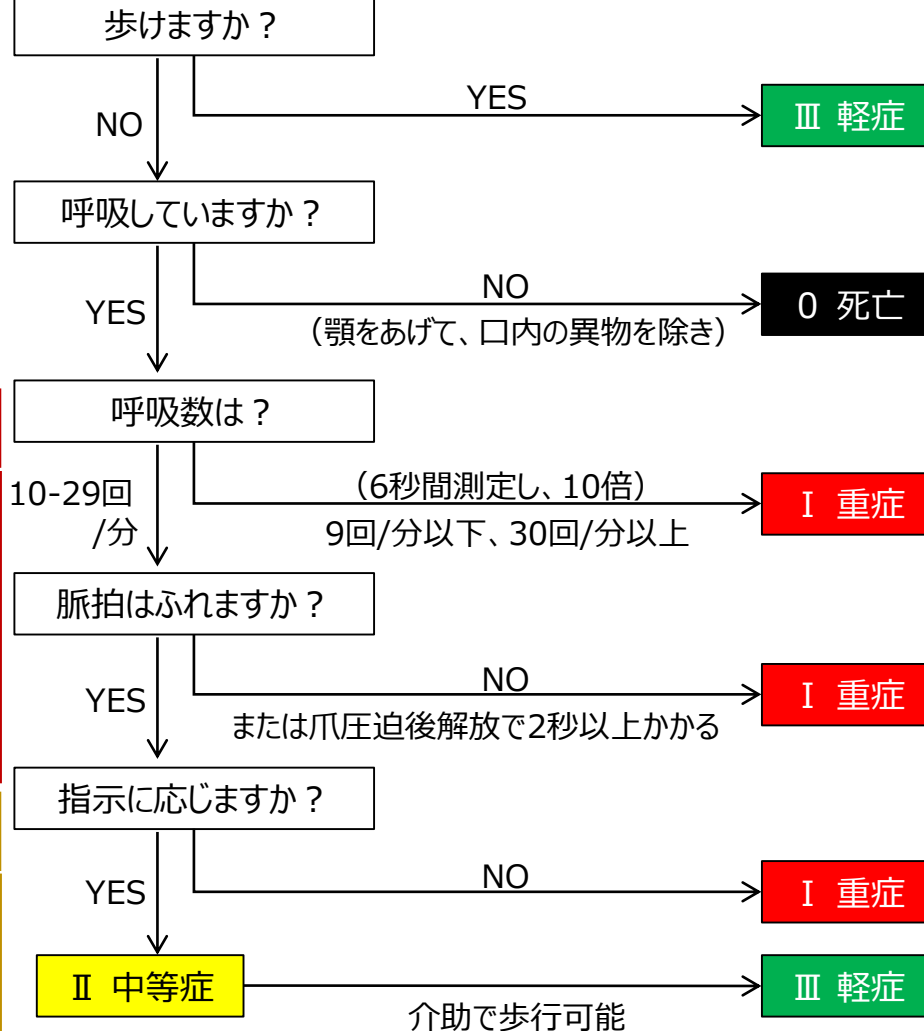 歩けますか？
YES
Ⅲ 軽症
NO
呼吸していますか？
NO
0 死亡
YES
（顎をあげて、口内の異物を除き）
呼吸数は？
10-29回
/分
（6秒間測定し、10倍）
Ⅰ 重症
9回/分以下、30回/分以上
脈拍はふれますか？
NO
Ⅰ 重症
YES
または爪圧迫後解放で2秒以上かかる
指示に応じますか？
NO
Ⅰ 重症
YES
Ⅱ 中等症
Ⅲ 軽症
介助で歩行可能